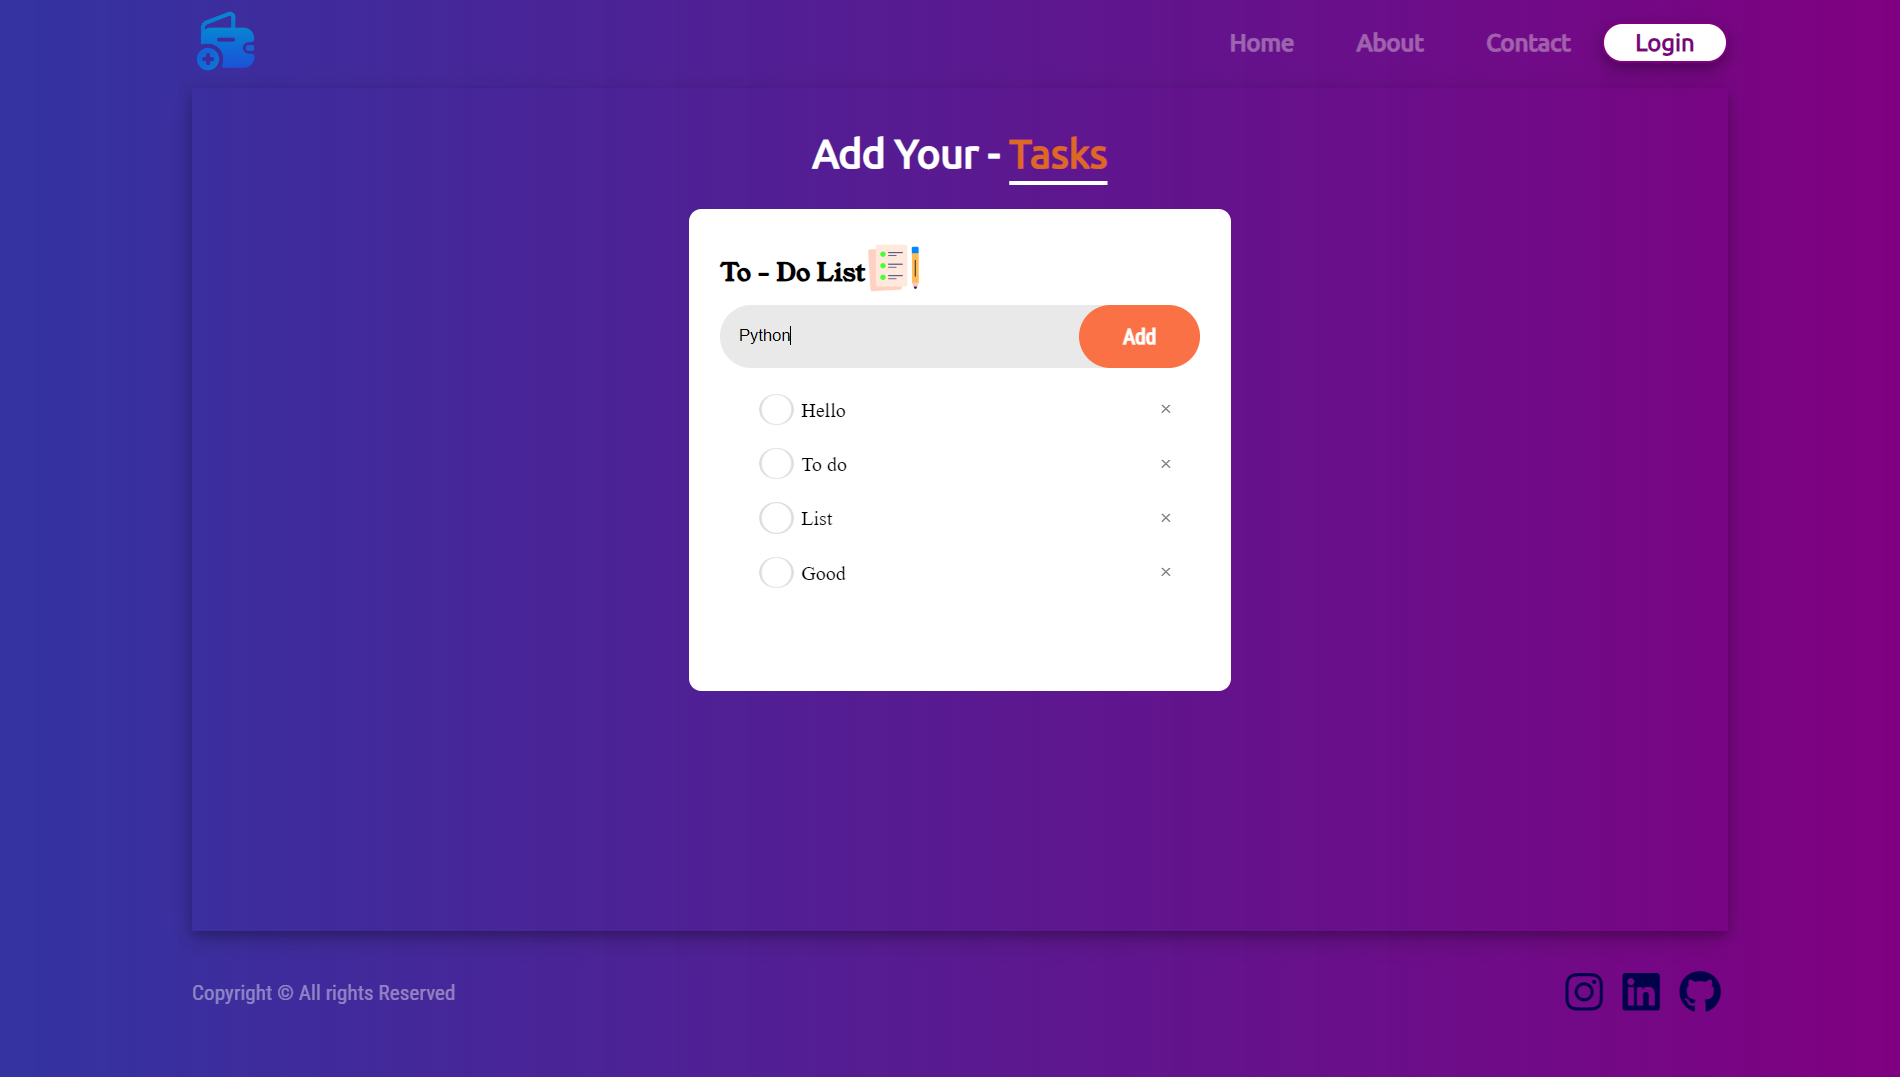 Home About Contact Login
Add Your - Tasks
To - Do List
Python Add
Hello ×
To do ×
List ×
Good ×
Copyright © All rights Reserved